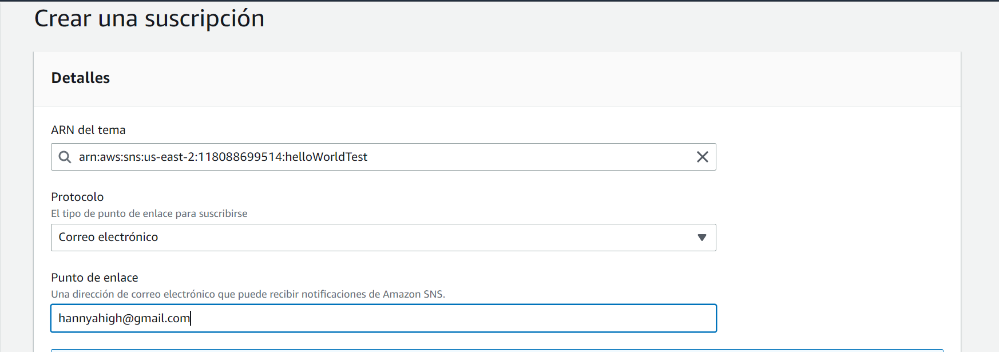 Crear una suscripción
Detalles
ARN del tema
arn:aws:sns:us-east-2:118088699514:helloWorldTest
Protocolo
El tipo de punto de enlace para suscribirse
Correo electrónico
Punto de enlace
Una dirección de correo electrónico que puede recibir notificaciones de Amazon SNS.
hannyahigh@gmail.com